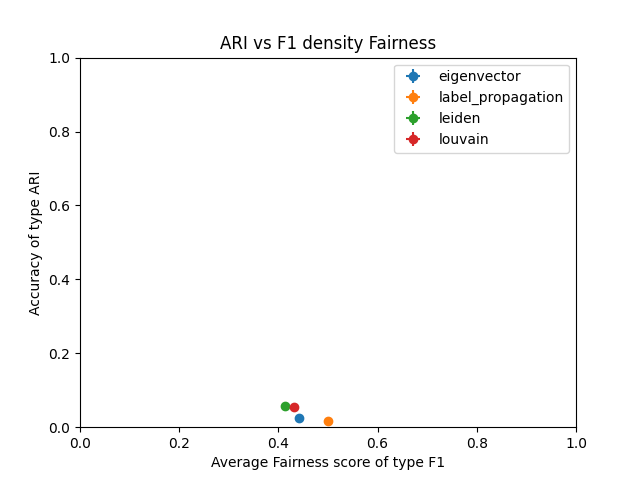 ARI vs F1 density Fairness
eigenvector
label_propagation
leiden
louvain
Accuracy of type ARI
1.0
0.8
0.6
0.4
0.2
0.0
0.0 0.2 0.4 0.6 0.8 1.0
Average Fairness score of type F1